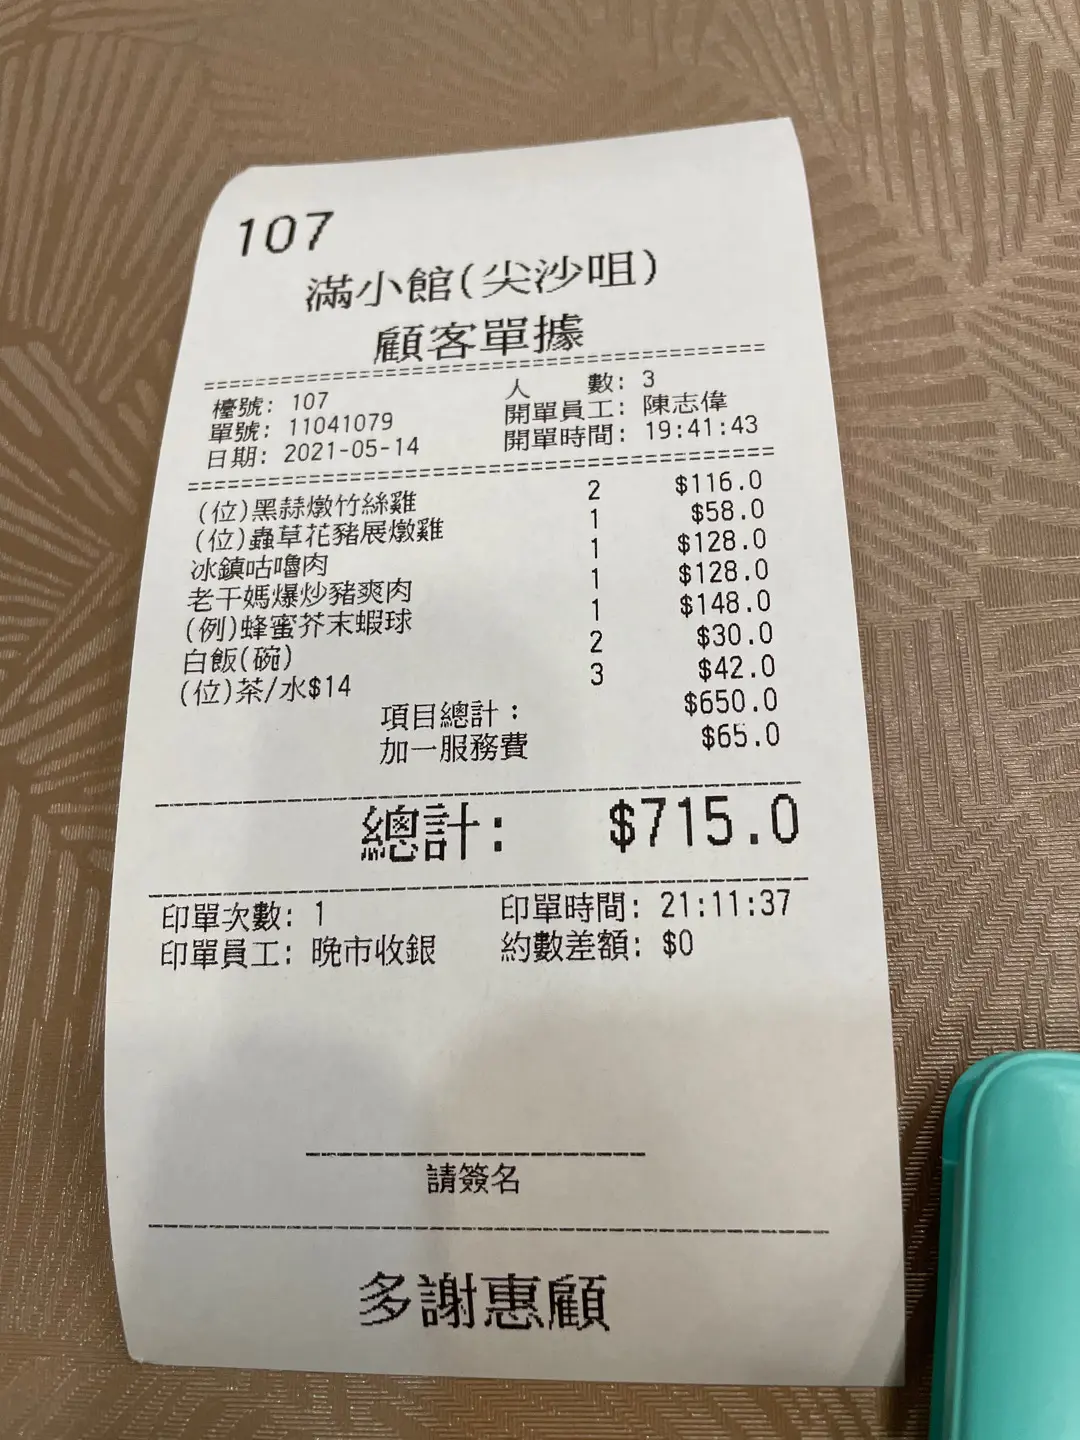 107
滿小館(尖沙咀)
顧客單據
檯號: 107 人數: 3
單號: 11041079 開單員工: 陳志偉
日期: 2021-05-14 開單時間: 19:41:43
(位)黑蒜燉竹絲雞 2 $116.0
(位)蟲草花豬展燉雞 1 $58.0
冰鎮咕嚕肉 1 $128.0
老干媽爆炒豬爽肉 1 $128.0
(例)蜂蜜芥末蝦球 1 $148.0
白飯(碗) 2 $30.0
(位)茶/水$14 3 $42.0
項目總計: $650.0
加一服務費 $65.0
總計: $715.0
印單次數: 1 印單時間: 21:11:37
印單員工: 晚市收銀 約數差額: $0
請簽名
多謝惠顧